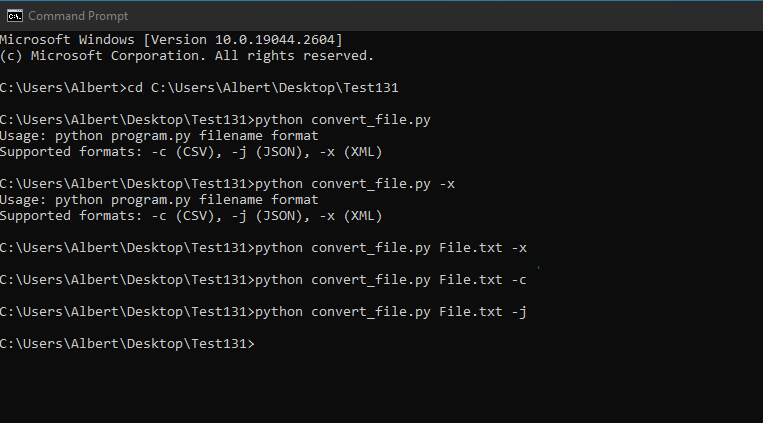 Command Prompt
Microsoft Windows [Version 10.0.19044.2604]
(c) Microsoft Corporation. All rights reserved.
C:\Users\Albert>cd C:\Users\Albert\Desktop\Test131
C:\Users\Albert\Desktop\Test131>python convert_file.py
Usage: python program.py filename format
Supported formats: -c (CSV), -j (JSON), -x (XML)
C:\Users\Albert\Desktop\Test131>python convert_file.py -x
Usage: python program.py filename format
Supported formats: -c (CSV), -j (JSON), -x (XML)
C:\Users\Albert\Desktop\Test131>python convert_file.py File.txt -x
C:\Users\Albert\Desktop\Test131>python convert_file.py File.txt -c
C:\Users\Albert\Desktop\Test131>python convert_file.py File.txt -j
C:\Users\Albert\Desktop\Test131>